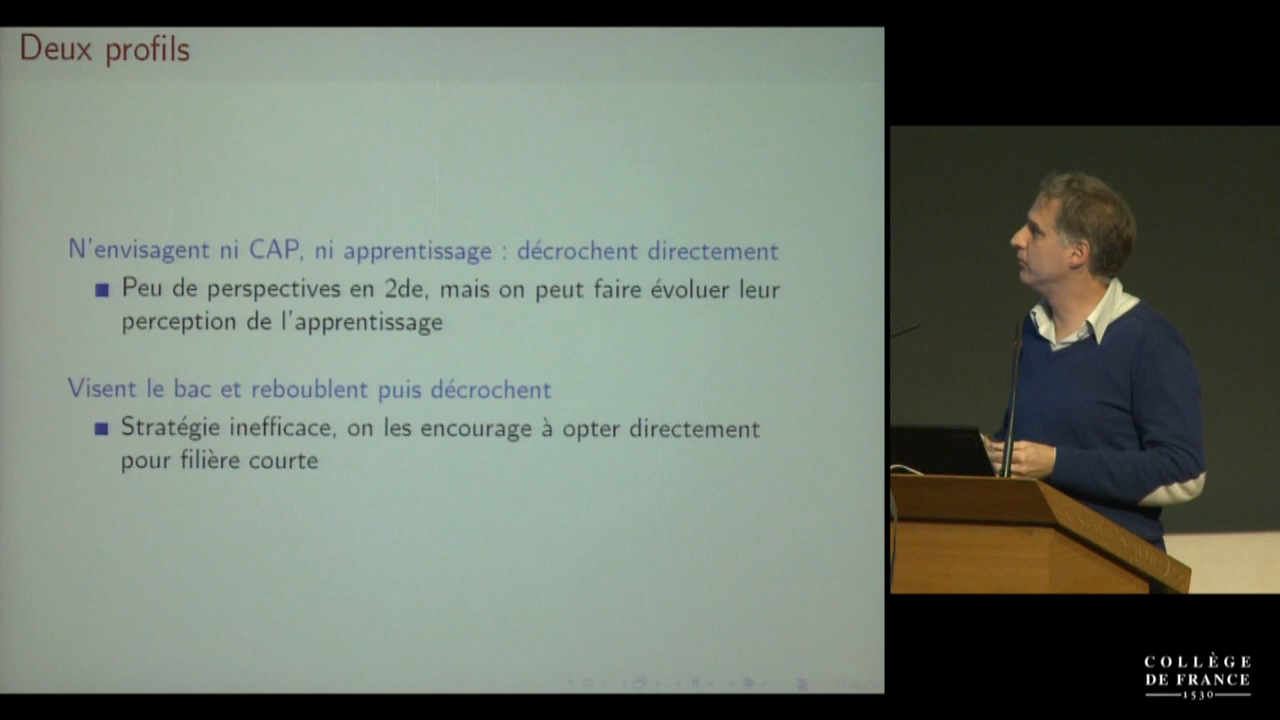 Deux profils
N'envisagent ni CAP, ni apprentissage : décrochent directement
Peu de perspectives en 2de, mais on peut faire évoluer leur
perception de l'apprentissage
Visent le bac et reboublent puis décrochent
Stratégie inefficace, on les encourage à opter directement
pour filière courte
COLLÈGE
DE FRANCE
1530